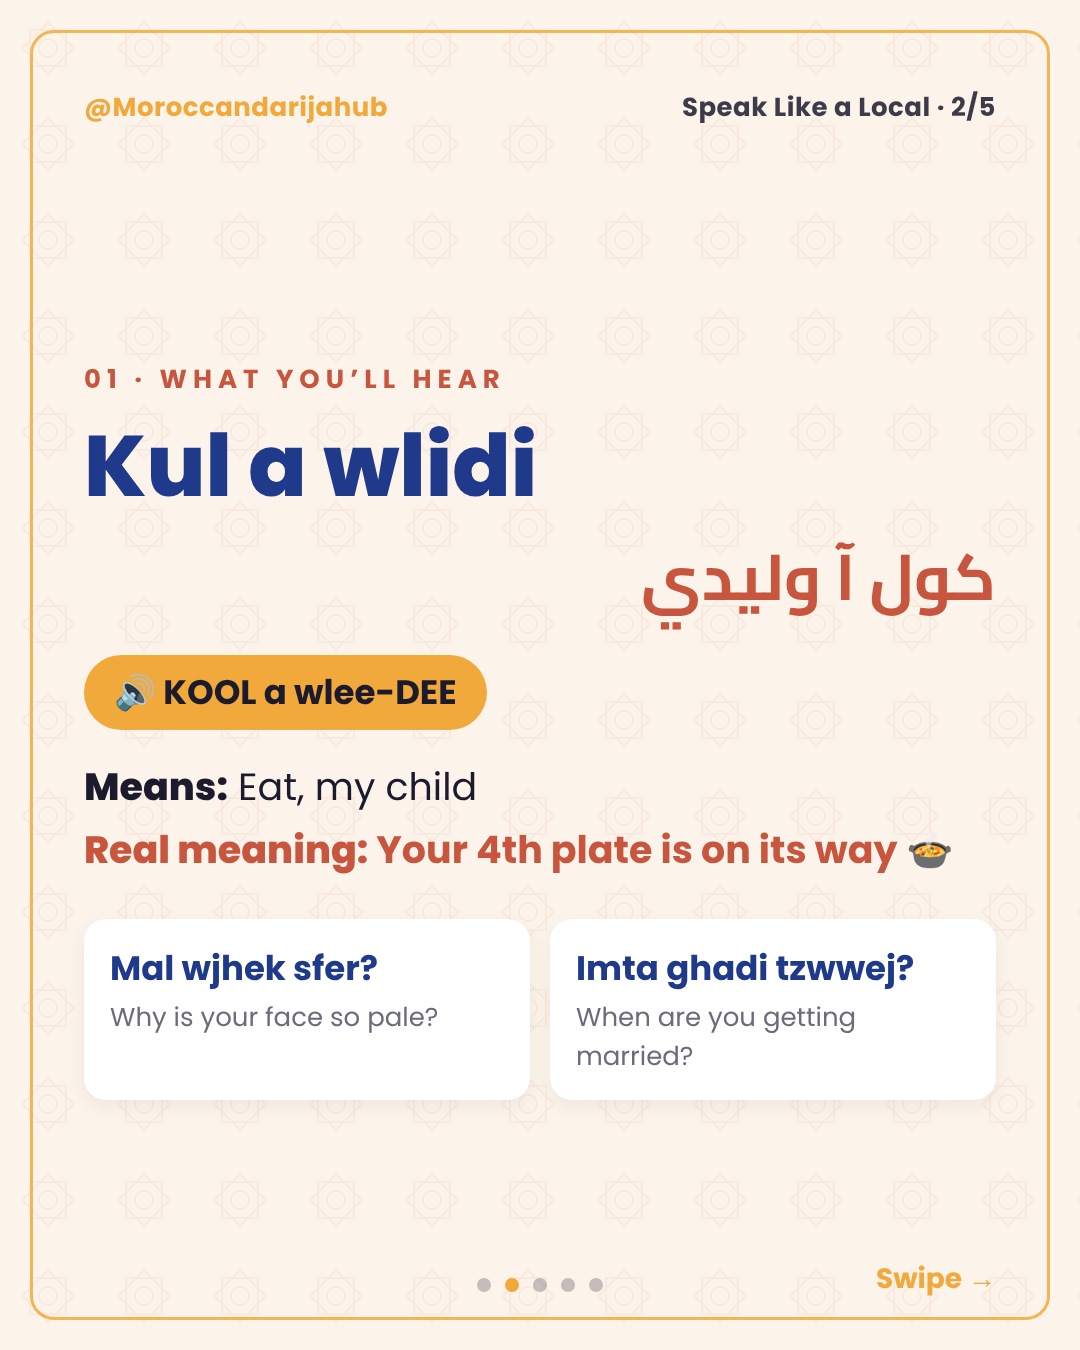 @Moroccandarijahub
Speak Like a Local · 2/5
01 · WHAT YOU’LL HEAR
Kul a wlidi
كول آ وليدي
🔊 KOOL a wlee-DEE
Means: Eat, my child
Real meaning: Your 4th plate is on its way 🍲
Mal wjhek sfer?
Why is your face so pale?
Imta ghadi tzwwej?
When are you getting
married?
Swipe →